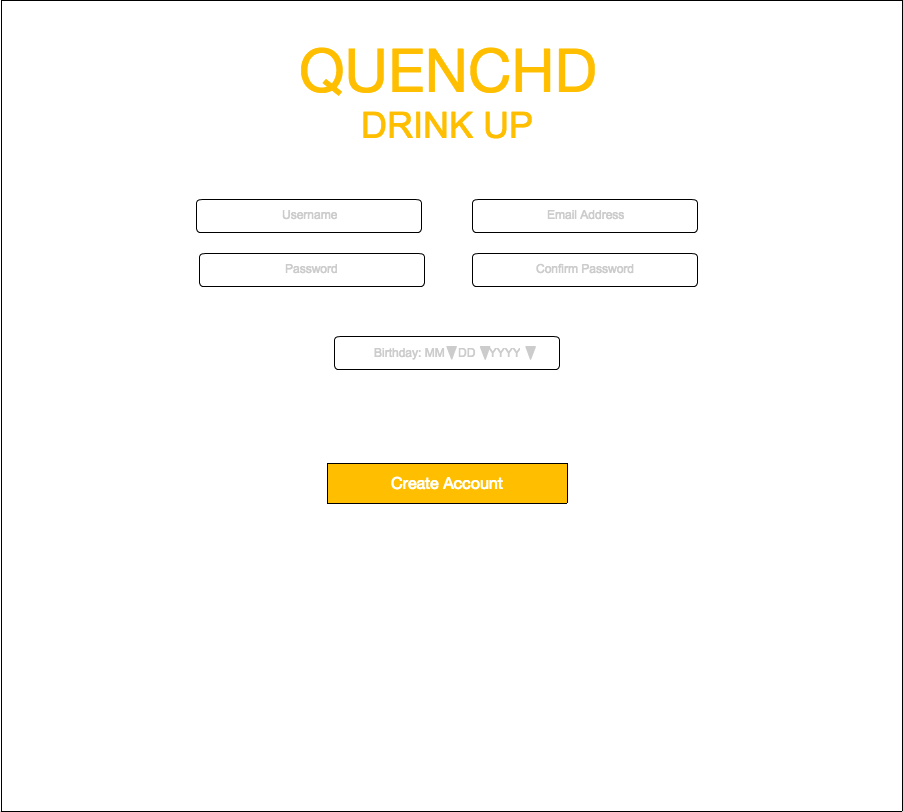 QUENCHD
DRINK UP
Username
Email Address
Password
Confirm Password
Birthday: MM DD YYYY
Create Account